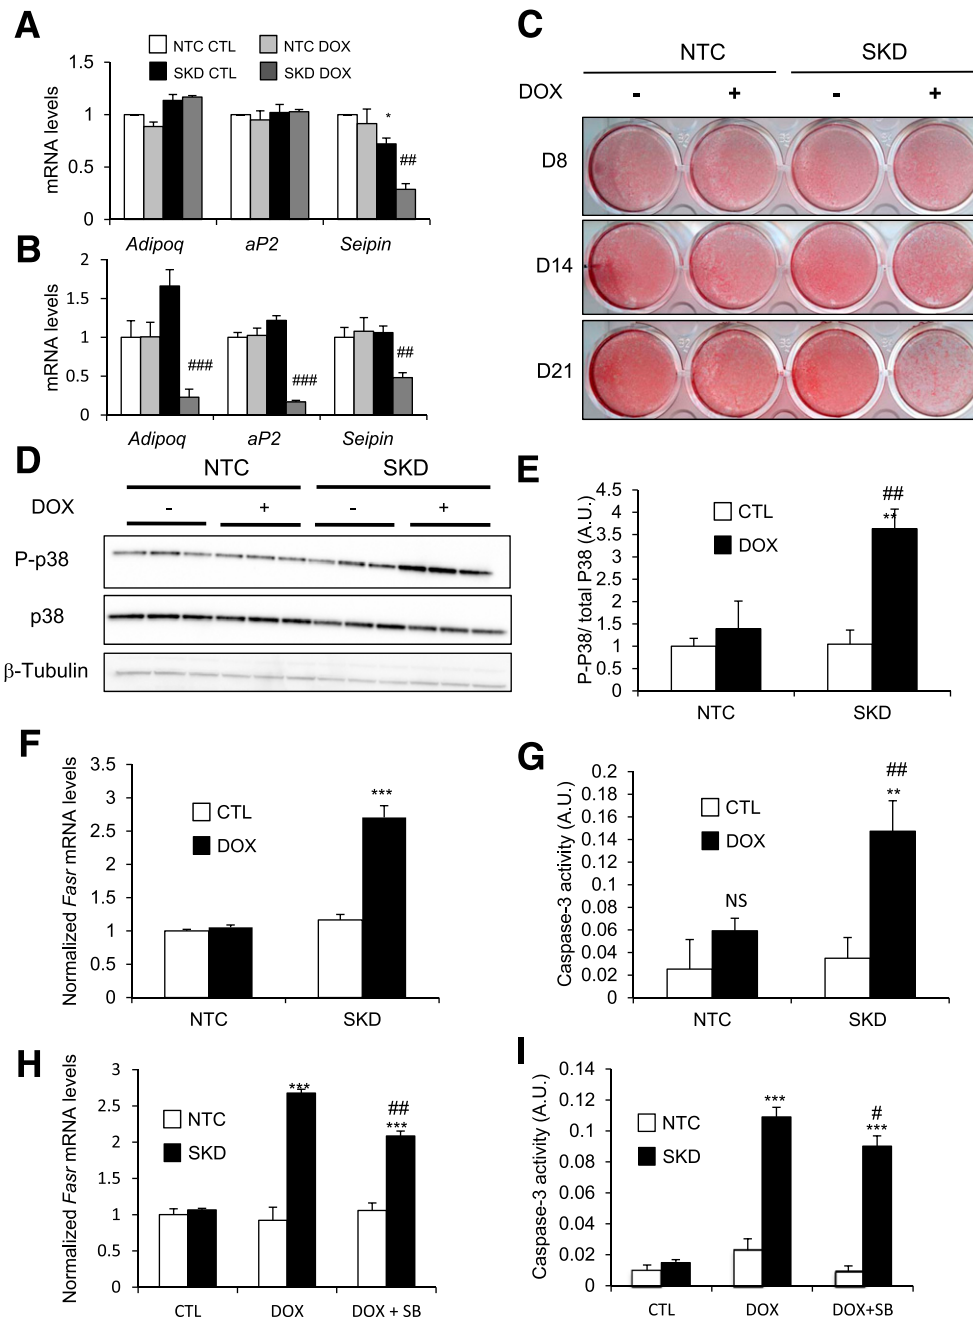 A
NTC CTL
NTC DOX
SKD CTL
SKD DOX
mRNA levels
1.5
1
0.5
0
*
##
Adipoq
aP2
Seipin
B
mRNA levels
2
1.5
1
0.5
0
###
###
##
Adipoq
aP2
Seipin
C
NTC
SKD
DOX
- + - +
D8
D14
D21
D
NTC
SKD
DOX
- + - +
P-p38
p38
β-Tubulin
E
P-P38/ total P38 (A.U.)
4.5
4
3.5
3
2.5
2
1.5
1
0.5
0
CTL
DOX
##
**
NTC
SKD
F
Normalized Fasr mRNA levels
3.5
3
2.5
2
1.5
1
0.5
0
CTL
DOX
***
NTC
SKD
G
Caspase-3 activity (A.U.)
0.2
0.18
0.16
0.14
0.12
0.1
0.08
0.06
0.04
0.02
0
CTL
DOX
NS
##
**
NTC
SKD
H
Normalized Fasr mRNA levels
3
2.5
2
1.5
1
0.5
0
NTC
SKD
***
##
***
CTL
DOX
DOX + SB
I
Caspase-3 activity (A.U.)
0.14
0.12
0.1
0.08
0.06
0.04
0.02
0
NTC
SKD
***
#
***
CTL
DOX
DOX+SB